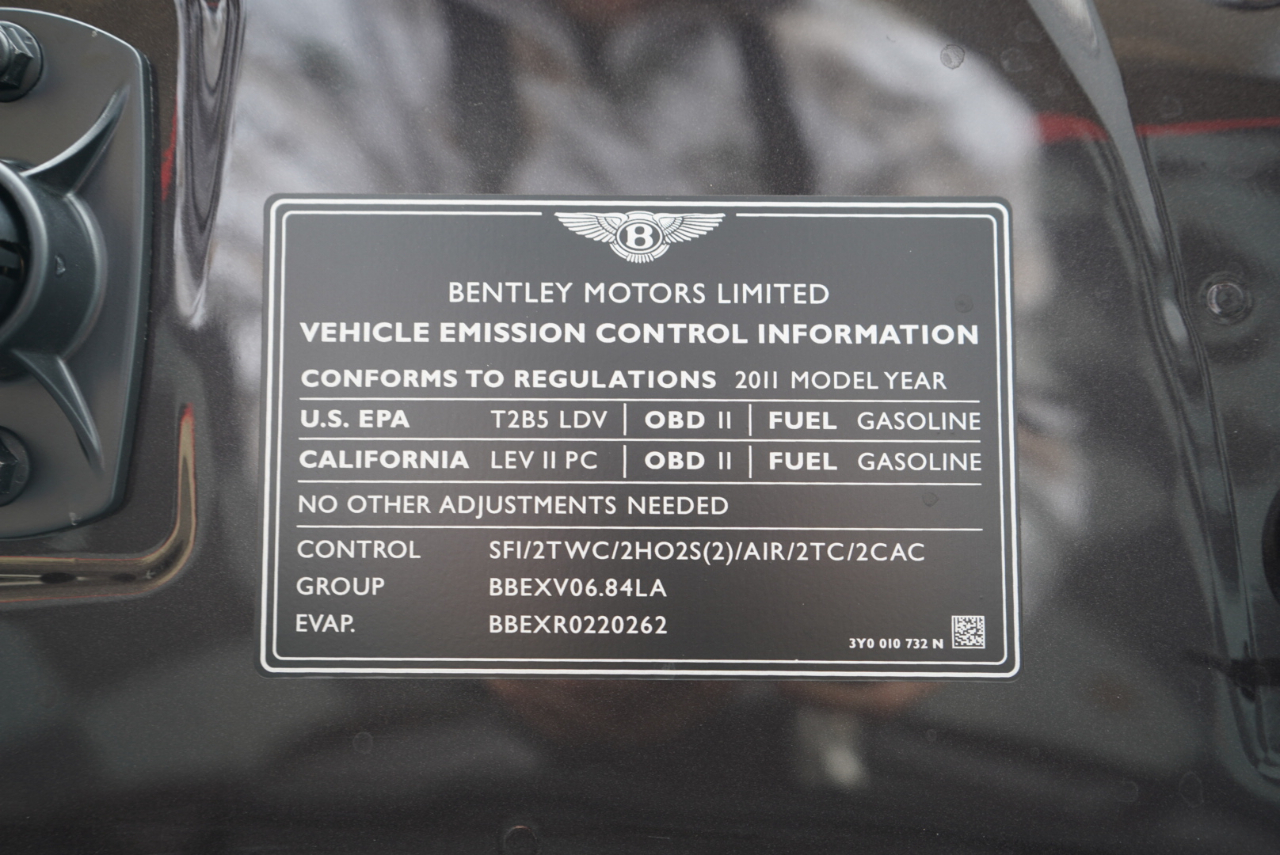 B
BENTLEY MOTORS LIMITED
VEHICLE EMISSION CONTROL INFORMATION
CONFORMS TO REGULATIONS 2011 MODEL YEAR
U.S. EPA T2B5 LDV | OBD II | FUEL GASOLINE
CALIFORNIA LEV II PC | OBD II | FUEL GASOLINE
NO OTHER ADJUSTMENTS NEEDED
CONTROL SFI/2TWC/2HO2S(2)/AIR/2TC/2CAC
GROUP BBEXV06.84LA
EVAP. BBEXR0220262
3Y0 010 732 N